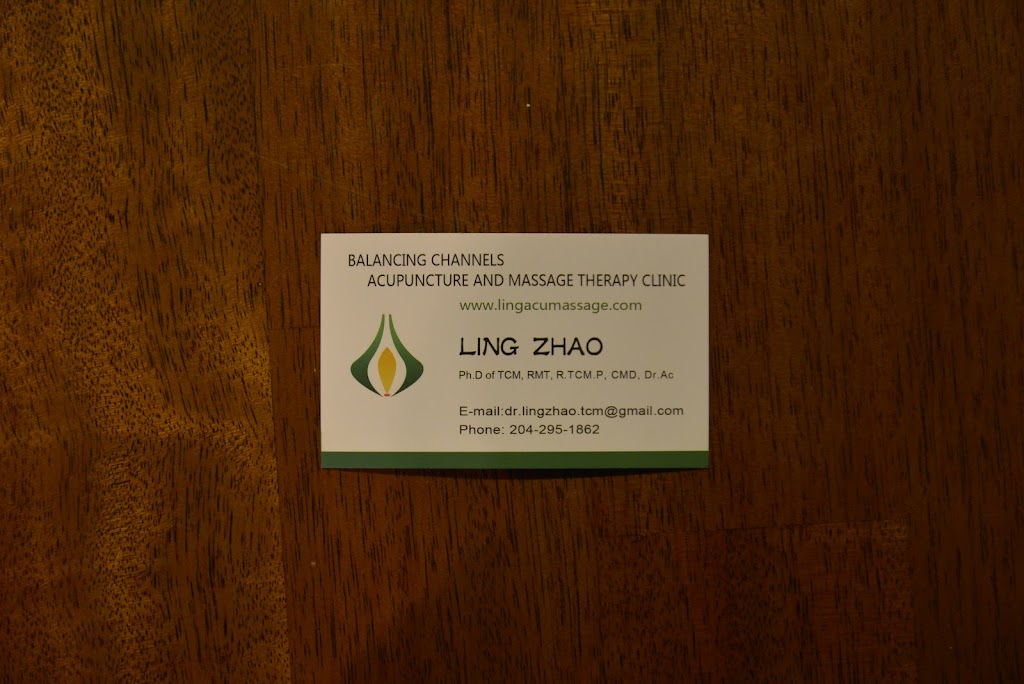 BALANCING CHANNELS
ACUPUNCTURE AND MASSAGE THERAPY CLINIC
www.lingacumassage.com
LING ZHAO
Ph.D of TCM, RMT, R.TCM.P, CMD, Dr.Ac
E-mail:dr.lingzhao.tcm@gmail.com
Phone: 204-295-1862